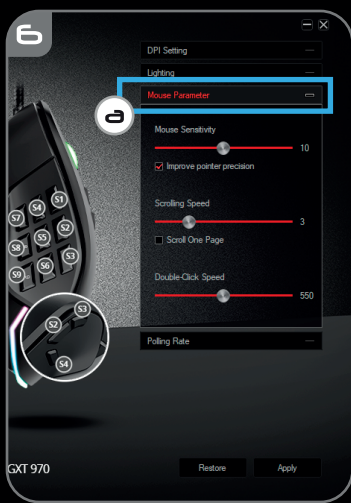 6
DPI Setting
Lighting
Mouse Parameter
a
Mouse Sensitivity
10
Improve pointer precision
Scrolling Speed
3
Scroll One Page
Double-Click Speed
550
Polling Rate
S1
S4
S7
S2
S5
S8
S3
S6
S9
S3
S2
S4
GXT 970
Restore Apply